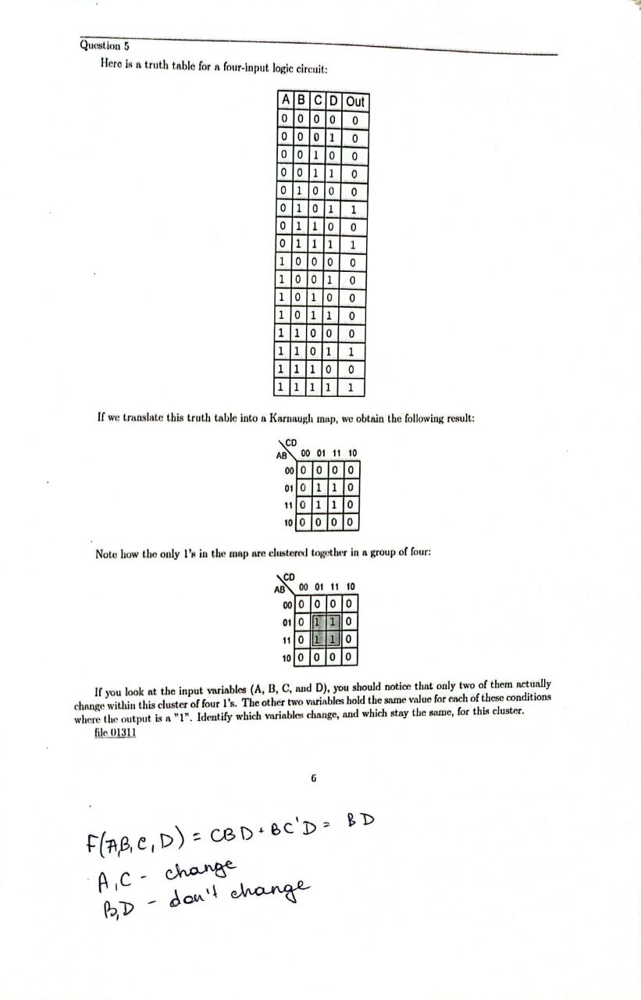 Question 5
Here is a truth table for a four-input logic circuit:
A B C D Out
0 0 0 0 0
0 0 0 1 0
0 0 1 0 0
0 0 1 1 0
0 1 0 0 0
0 1 0 1 1
0 1 1 0 0
0 1 1 1 1
1 0 0 0 0
1 0 0 1 0
1 0 1 0 0
1 0 1 1 0
1 1 0 0 0
1 1 0 1 1
1 1 1 0 0
1 1 1 1 1
If we translate this truth table into a Karnaugh map, we obtain the following result:
CD
AB 00 01 11 10
00 0 0 0 0
01 0 1 1 0
11 0 1 1 0
10 0 0 0 0
Note how the only 1's in the map are clustered together in a group of four:
CD
AB 00 01 11 10
00 0 0 0 0
01 0 1 1 0
11 0 1 1 0
10 0 0 0 0
If you look at the input variables (A, B, C, and D), you should notice that only two of them actually
change within this cluster of four 1's. The other two variables hold the same value for each of these conditions
where the output is a "1". Identify which variables change, and which stay the same, for this cluster.
file 01311
6
F(A,B,C,D) = CBD + BC'D = BD
A,C - change
B,D - don't change